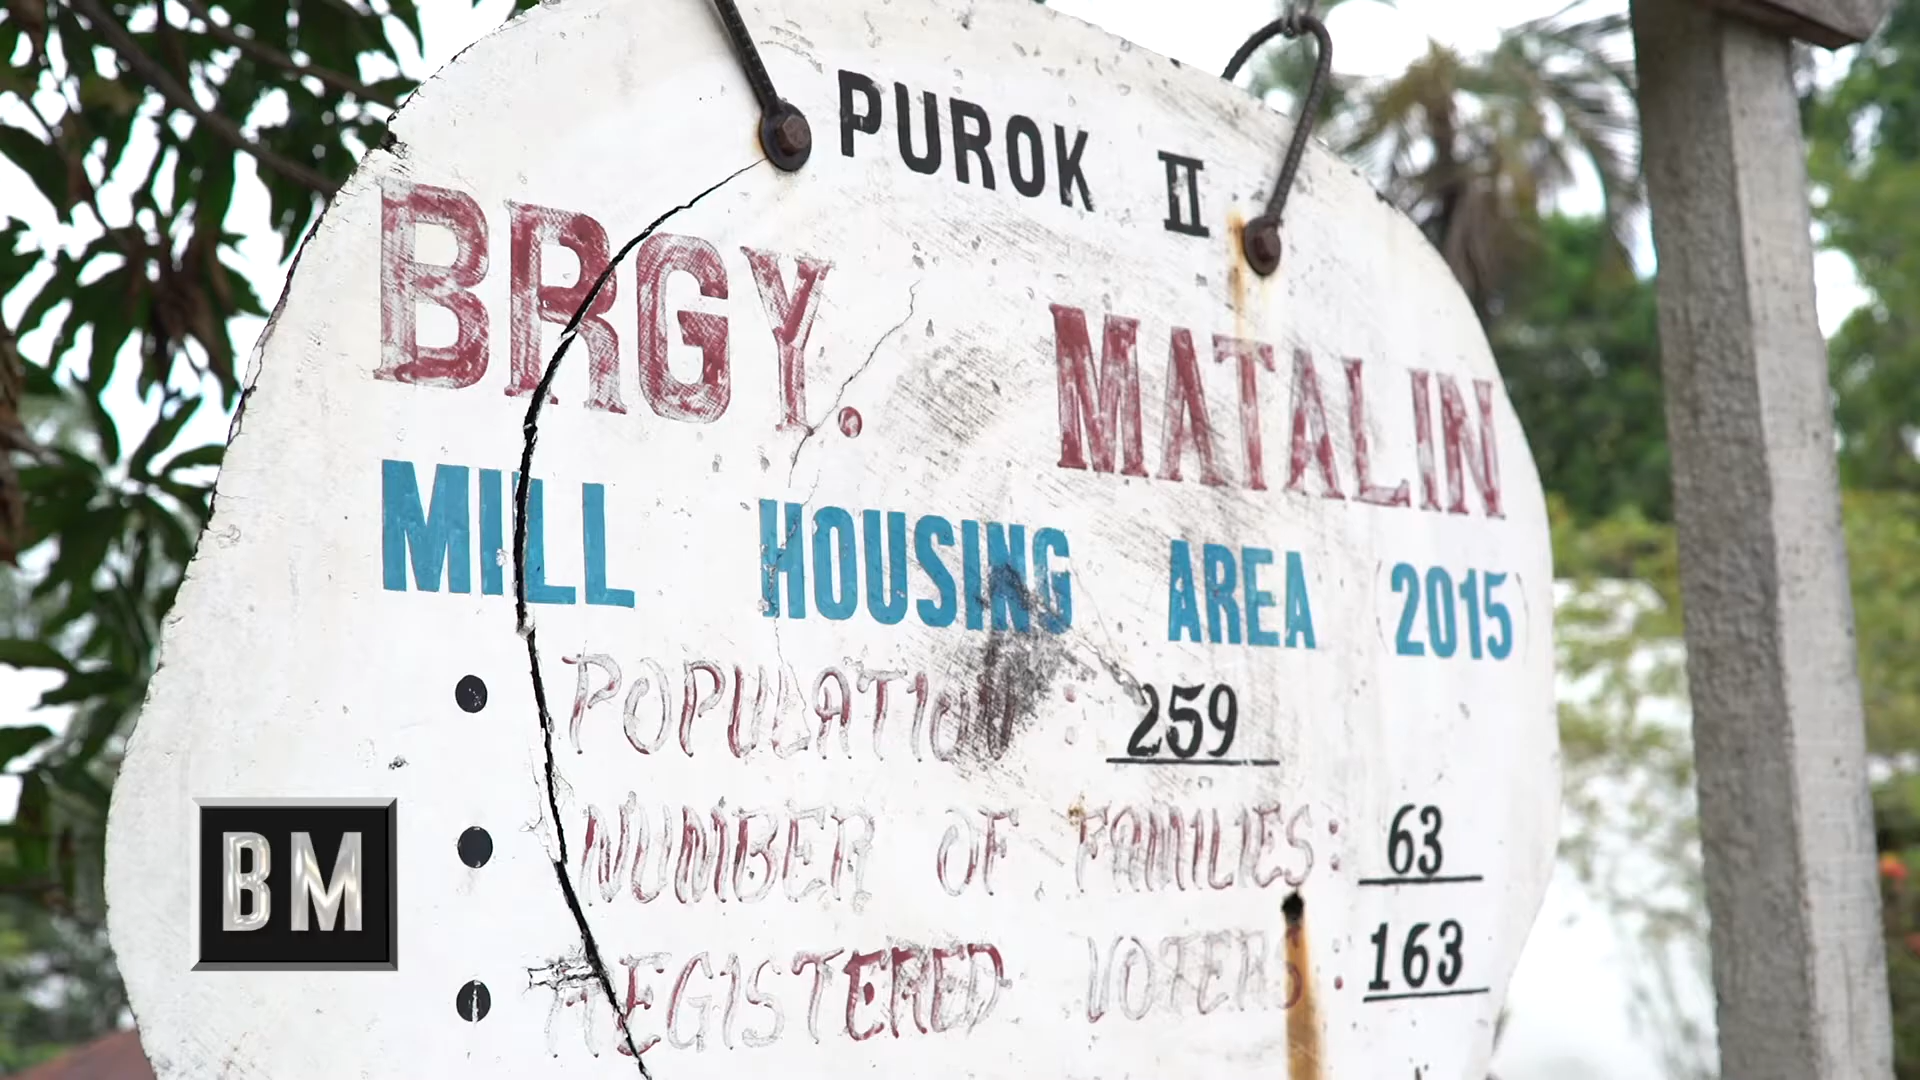 PUROK II
BRGY. MATALIN
MILL HOUSING AREA (2015)
• POPULATION : 259
• NUMBER OF FAMILIES : 63
• REGISTERED VOTERS : 163
BM